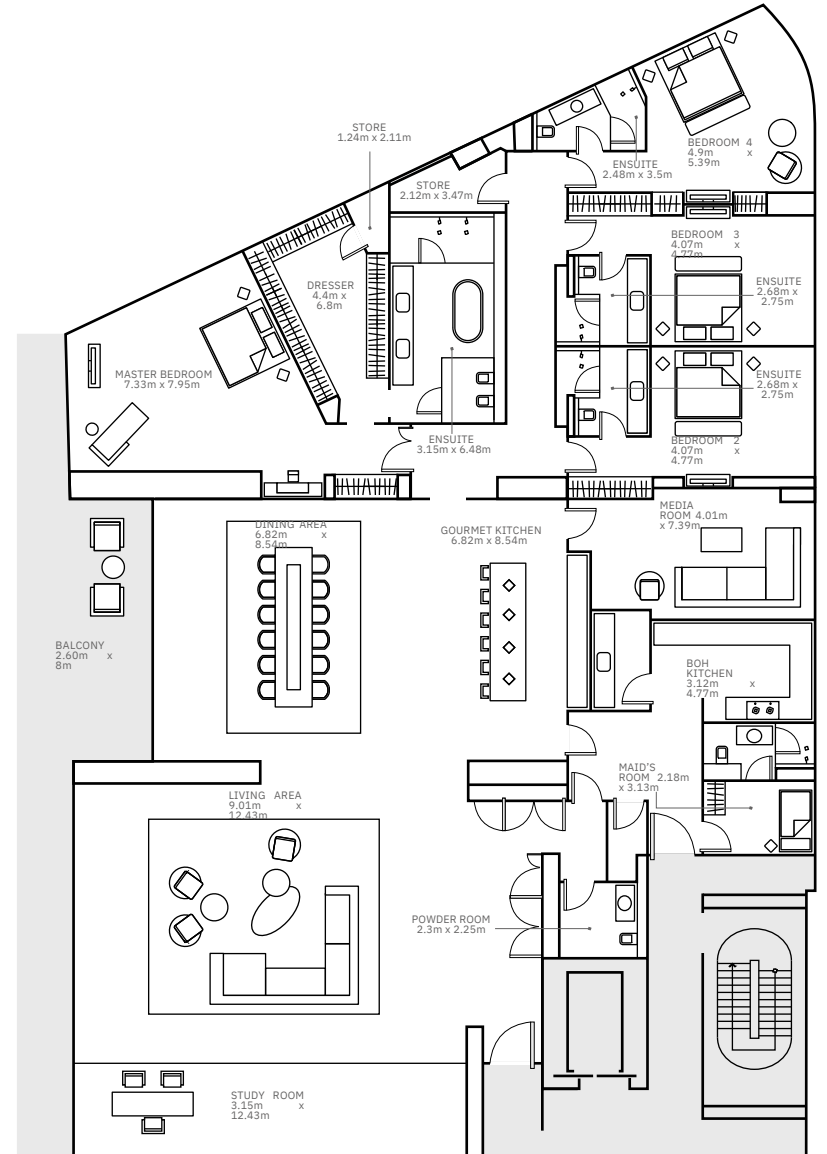 STORE
1.24m x 2.11m
BEDROOM 4
4.9m x
5.39m
ENSUITE
2.48m x 3.5m
STORE
2.12m x 3.47m
BEDROOM 3
4.07m x
4.77m
DRESSER
4.4m x
6.8m
ENSUITE
2.68m x
2.75m
MASTER BEDROOM
7.33m x 7.95m
ENSUITE
2.68m x
2.75m
ENSUITE
3.15m x 6.48m
BEDROOM 2
4.07m x
4.77m
MEDIA
ROOM 4.01m
x 7.39m
DINING AREA
6.82m x
8.54m
GOURMET KITCHEN
6.82m x 8.54m
BALCONY
2.60m x
8m
BOH
KITCHEN
3.12m x
4.77m
MAID'S
ROOM 2.18m
x 3.13m
LIVING AREA
9.01m x
12.43m
POWDER ROOM
2.3m x 2.25m
STUDY ROOM
3.15m x
12.43m